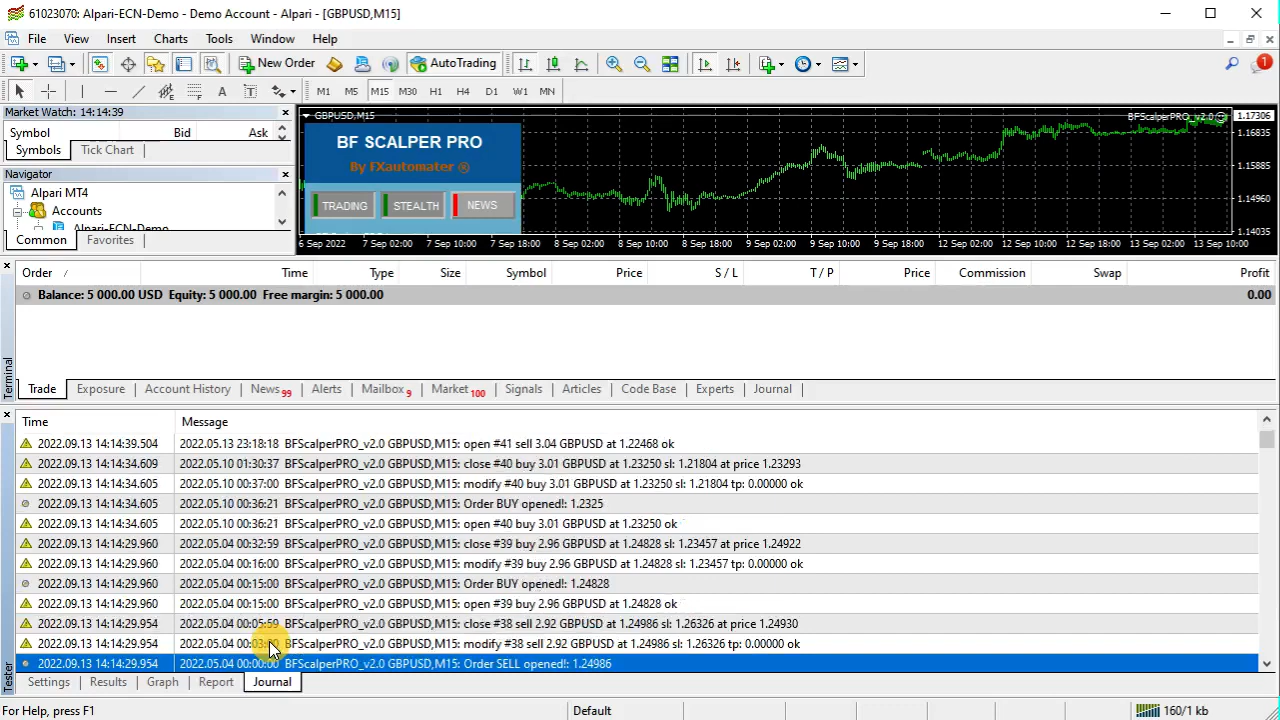 61023070: Alpari-ECN-Demo - Demo Account - Alpari - [GBPUSD,M15]
File View Insert Charts Tools Window Help
New Order AutoTrading 1
A T M1 M5 M15 M30 H1 H4 D1 W1 MN
Market Watch: 14:14:39
Symbol Bid Ask
Symbols Tick Chart
Navigator
Alpari MT4
Accounts
Alpari-ECN-Demo
Common Favorites
GBPUSD,M15
BF SCALPER PRO
By FXautomater ®
TRADING STEALTH NEWS
BFScalperPRO_v2.0
1.17306
1.16835
1.15885
1.14960
1.14035
6 Sep 2022 7 Sep 02:00 7 Sep 10:00 7 Sep 18:00 8 Sep 02:00 8 Sep 10:00 8 Sep 18:00 9 Sep 02:00 9 Sep 10:00 9 Sep 18:00 12 Sep 02:00 12 Sep 10:00 12 Sep 18:00 13 Sep 02:00 13 Sep 10:00
Order / Time Type Size Symbol Price S / L T / P Price Commission Swap Profit
Balance: 5 000.00 USD Equity: 5 000.00 Free margin: 5 000.00 0.00
Terminal
Trade Exposure Account History News 99 Alerts Mailbox 9 Market 100 Signals Articles Code Base Experts Journal
Time Message
2022.09.13 14:14:39.504 2022.05.13 23:18:18 BFScalperPRO_v2.0 GBPUSD,M15: open #41 sell 3.04 GBPUSD at 1.22468 ok
2022.09.13 14:14:34.609 2022.05.10 01:30:37 BFScalperPRO_v2.0 GBPUSD,M15: close #40 buy 3.01 GBPUSD at 1.23250 sl: 1.21804 at price 1.23293
2022.09.13 14:14:34.605 2022.05.10 00:37:00 BFScalperPRO_v2.0 GBPUSD,M15: modify #40 buy 3.01 GBPUSD at 1.23250 sl: 1.21804 tp: 0.00000 ok
2022.09.13 14:14:34.605 2022.05.10 00:36:21 BFScalperPRO_v2.0 GBPUSD,M15: Order BUY opened!: 1.2325
2022.09.13 14:14:34.605 2022.05.10 00:36:21 BFScalperPRO_v2.0 GBPUSD,M15: open #40 buy 3.01 GBPUSD at 1.23250 ok
2022.09.13 14:14:29.960 2022.05.04 00:32:59 BFScalperPRO_v2.0 GBPUSD,M15: close #39 buy 2.96 GBPUSD at 1.24828 sl: 1.23457 at price 1.24922
2022.09.13 14:14:29.960 2022.05.04 00:16:00 BFScalperPRO_v2.0 GBPUSD,M15: modify #39 buy 2.96 GBPUSD at 1.24828 sl: 1.23457 tp: 0.00000 ok
2022.09.13 14:14:29.960 2022.05.04 00:15:00 BFScalperPRO_v2.0 GBPUSD,M15: Order BUY opened!: 1.24828
2022.09.13 14:14:29.960 2022.05.04 00:15:00 BFScalperPRO_v2.0 GBPUSD,M15: open #39 buy 2.96 GBPUSD at 1.24828 ok
2022.09.13 14:14:29.954 2022.05.04 00:05:59 BFScalperPRO_v2.0 GBPUSD,M15: close #38 sell 2.92 GBPUSD at 1.24986 sl: 1.26326 at price 1.24930
2022.09.13 14:14:29.954 2022.05.04 BFScalperPRO_v2.0 GBPUSD,M15: modify #38 sell 2.92 GBPUSD at 1.24986 sl: 1.26326 tp: 0.00000 ok
2022.09.13 14:14:29.954 2022.05.04 00:00:00 BFScalperPRO_v2.0 GBPUSD,M15: Order SELL opened!: 1.24986
Tester
Settings Results Graph Report Journal
For Help, press F1 Default 160/1 kb